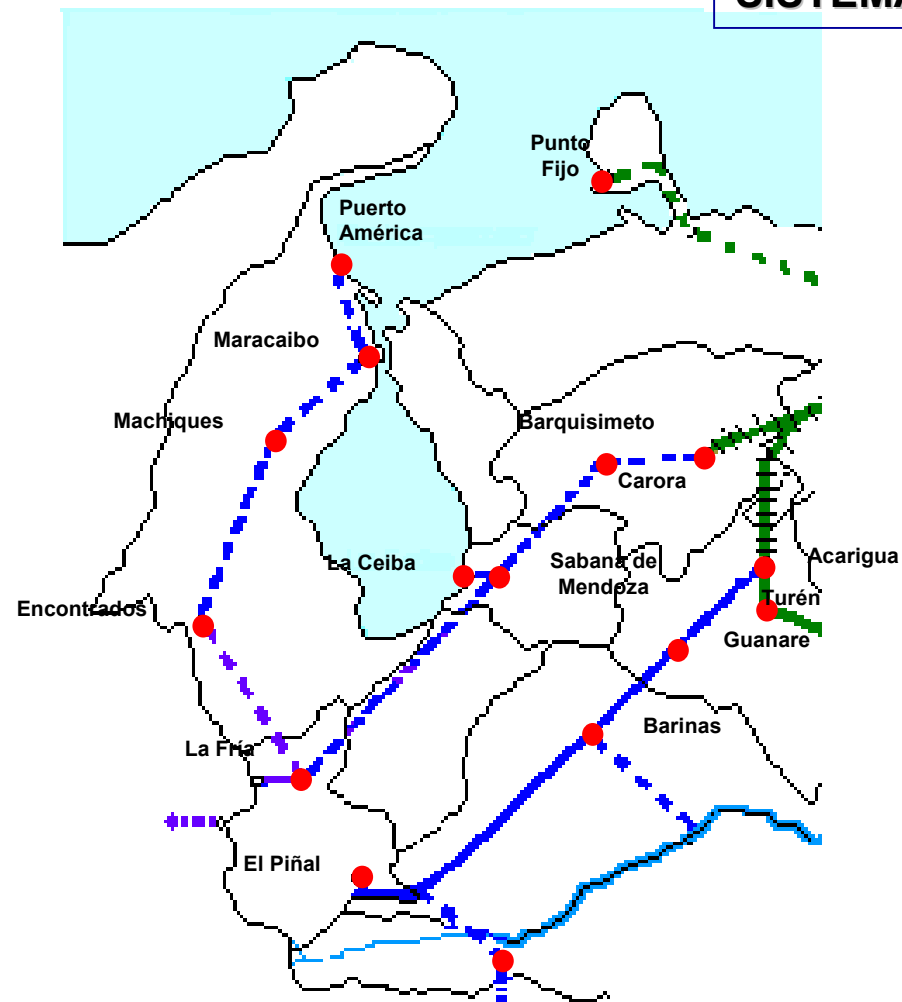 Punto
Fijo
Puerto
América
Maracaibo
Machiques
Barquisimeto
Carora
La Ceiba
Sabana de
Mendoza
Acarigua
Turén
Encontrados
Guanare
Barinas
La Fría
El Piñal